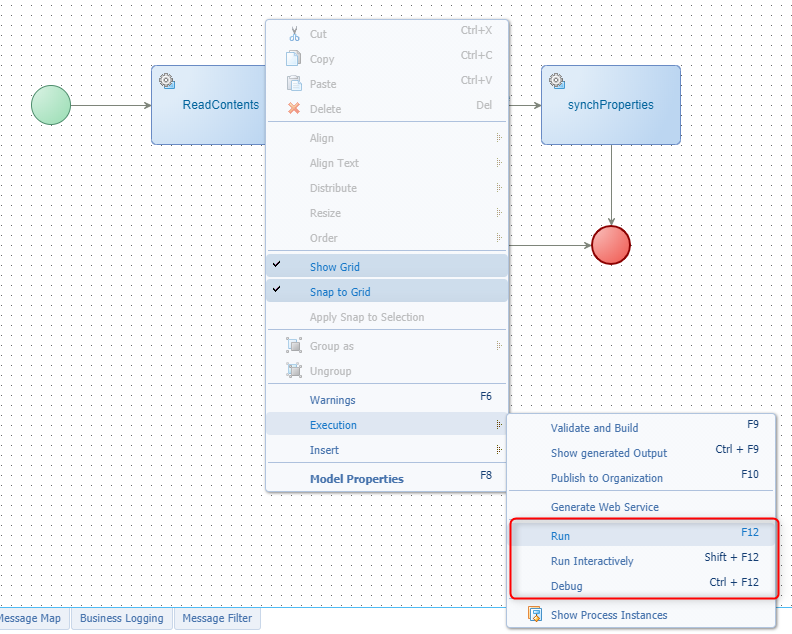 ReadContents
synchProperties
Cut Ctrl+X
Copy Ctrl+C
Paste Ctrl+V
Delete Del
Align
Align Text
Distribute
Resize
Order
Show Grid
Snap to Grid
Apply Snap to Selection
Group as
Ungroup
Warnings F6
Execution
Insert
Model Properties F8
Validate and Build F9
Show generated Output Ctrl + F9
Publish to Organization F10
Generate Web Service
Run F12
Run Interactively Shift + F12
Debug Ctrl + F12
Show Process Instances
Message Map Business Logging Message Filter